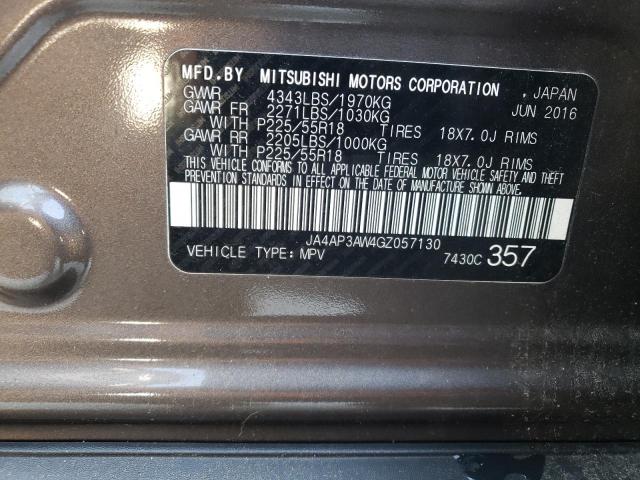 MFD.BY MITSUBISHI MOTORS CORPORATION , JAPAN
GVWR 4343LBS/1970KG JUN 2016
GAWR FR 2271LBS/1030KG
WITH P225/55R18 TIRES 18X7.0J RIMS
GAWR RR 2205LBS/1000KG
WITH P225/55R18 TIRES 18X7.0J RIMS
THIS VEHICLE CONFORMS TO ALL APPLICABLE FEDERAL MOTOR VEHICLE SAFETY AND THEFT
PREVENTION STANDARDS IN EFFECT ON THE DATE OF MANUFACTURE SHOWN ABOVE.
JA4AP3AW4GZ057130
VEHICLE TYPE: MPV 7430C 357